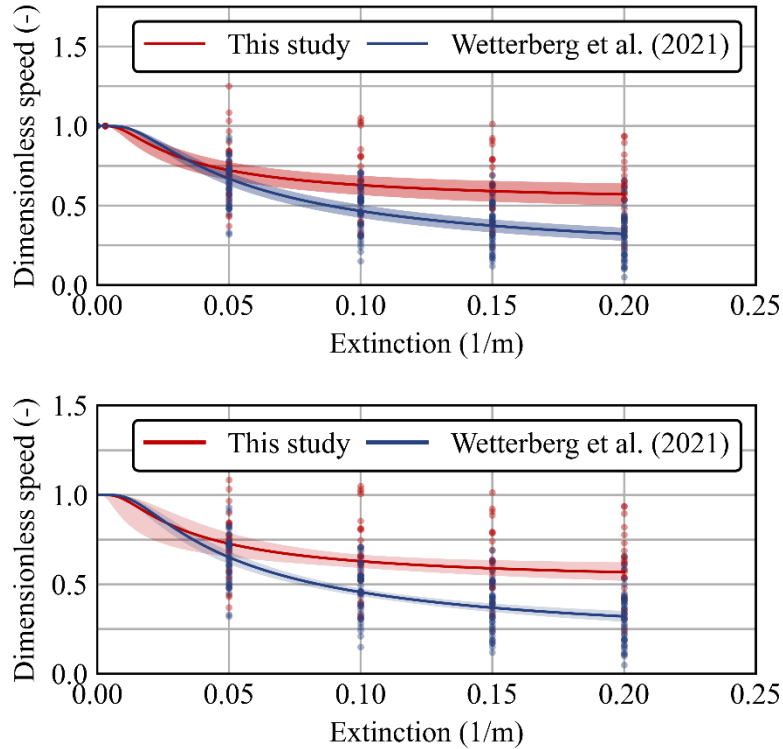 Dimensionless speed (-)
1.5
1.0
0.5
0.0
This study
Wetterberg et al. (2021)
0.00
0.05
0.10
0.15
0.20
0.25
Extinction (1/m)
Dimensionless speed (-)
1.5
1.0
0.5
0.0
This study
Wetterberg et al. (2021)
0.00
0.05
0.10
0.15
0.20
0.25
Extinction (1/m)